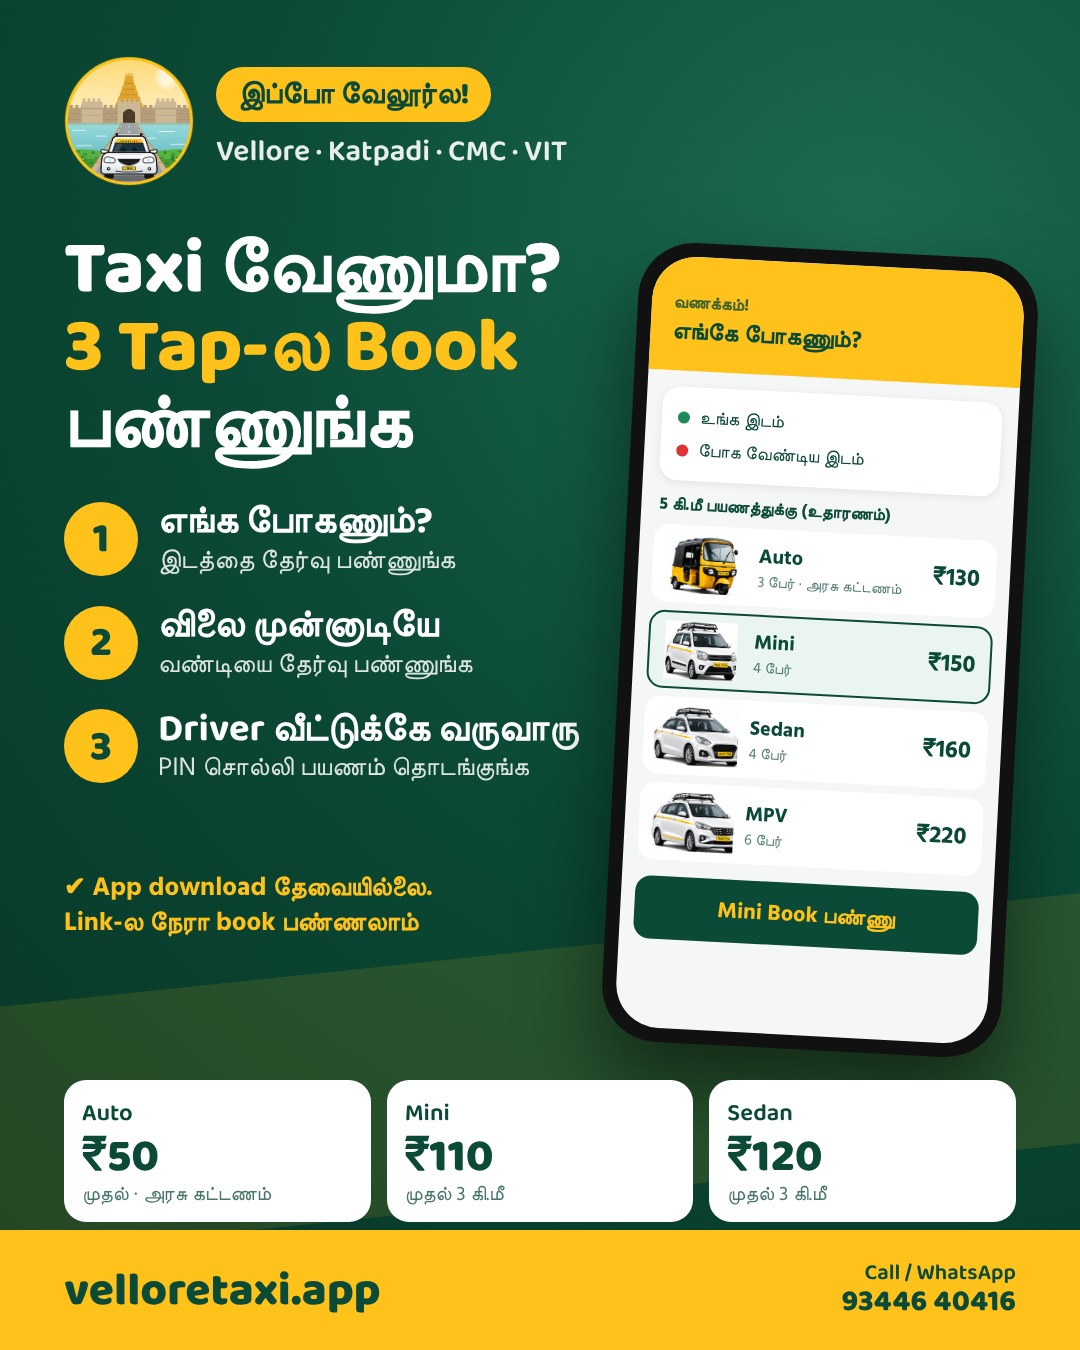 இப்போ வேலூர்ல!
Vellore · Katpadi · CMC · VIT
Taxi வேணுமா?
3 Tap-ல Book
பண்ணுங்க
1
எங்க போகணும்?
இடத்தை தேர்வு பண்ணுங்க
2
விலை முன்னாடியே
வண்டியை தேர்வு பண்ணுங்க
3
Driver வீட்டுக்கே வருவாரு
PIN சொல்லி பயணம் தொடங்குங்க
✔ App download தேவையில்லை.
Link-ல நேரா book பண்ணலாம்
வணக்கம்!
எங்கே போகணும்?
உங்க இடம்
போக வேண்டிய இடம்
5 கி.மீ பயணத்துக்கு (உதாரணம்)
Auto
3 பேர் · அரசு கட்டணம்
₹130
Mini
4 பேர்
₹150
Sedan
4 பேர்
₹160
MPV
6 பேர்
₹220
Mini Book பண்ணு
Auto
₹50
முதல் · அரசு கட்டணம்
Mini
₹110
முதல் 3 கி.மீ
Sedan
₹120
முதல் 3 கி.மீ
velloretaxi.app
Call / WhatsApp
93446 40416